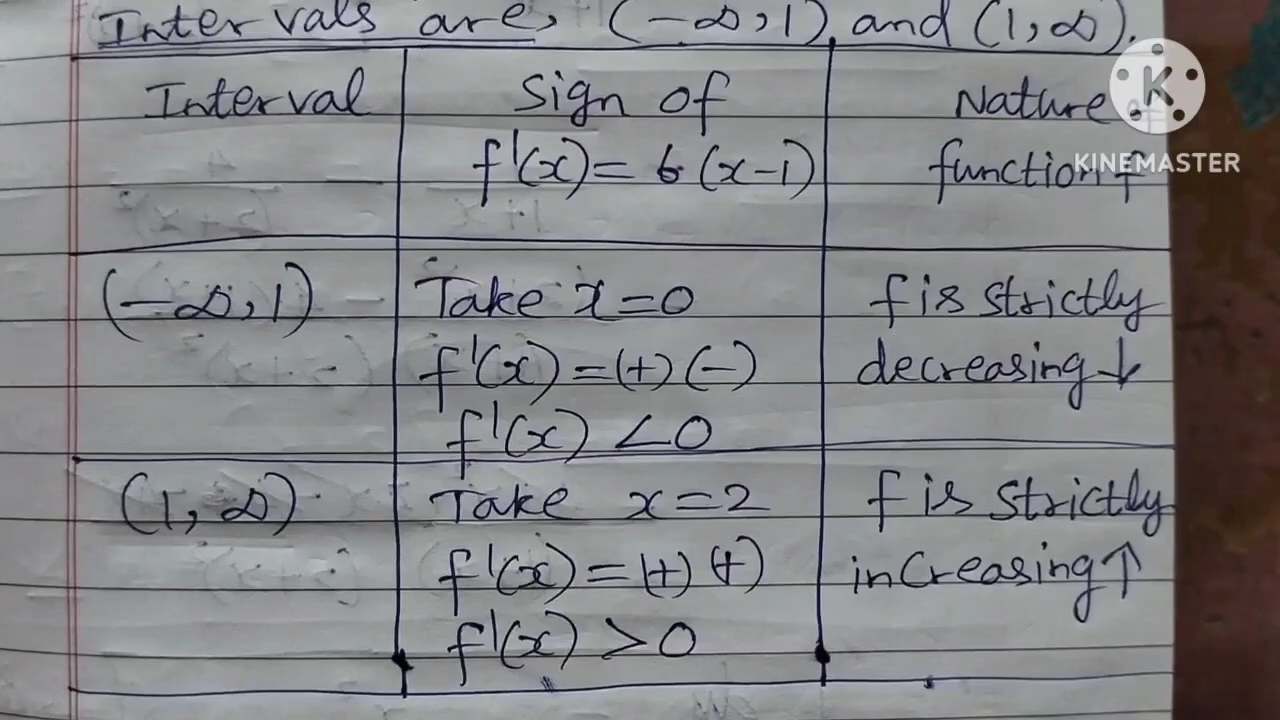 Intervals are, (-∞,1) and (1,∞).
Interval
Sign of
f'(x) = 6(x-1)
Nature of
function f
KINEMASTER
(-∞,1)
Take x=0
f'(x) = (+) (-)
f'(x) <0
f is strictly
decreasing ↓
(1,∞)
Take x=2
f'(x) = (+) (+)
f'(x) >0
f is strictly
increasing ↑